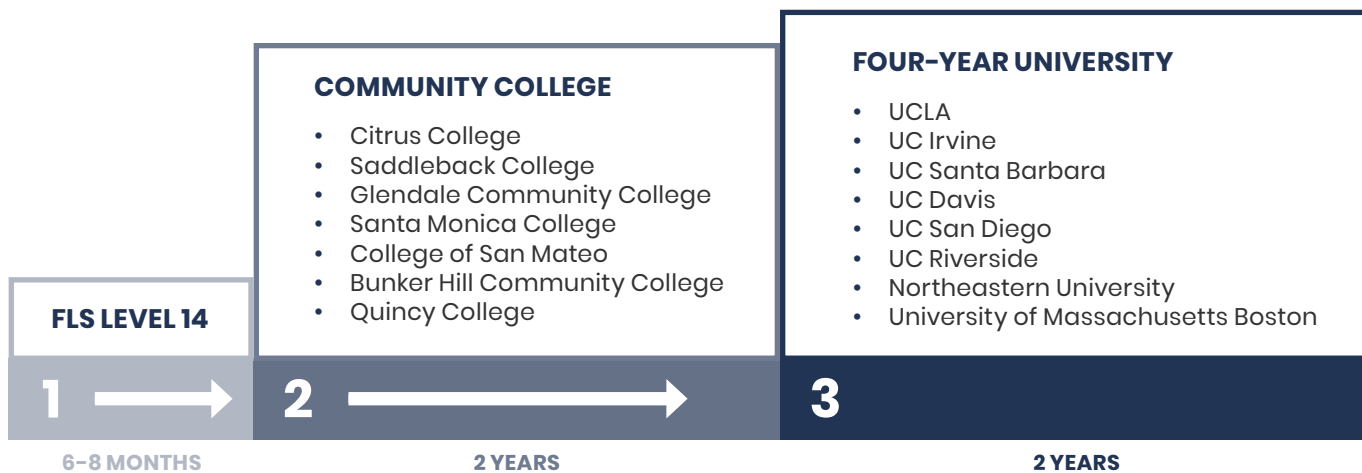 FLS LEVEL 14
1
6-8 MONTHS
COMMUNITY COLLEGE
• Citrus College
• Saddleback College
• Glendale Community College
• Santa Monica College
• College of San Mateo
• Bunker Hill Community College
• Quincy College
2
2 YEARS
FOUR-YEAR UNIVERSITY
• UCLA
• UC Irvine
• UC Santa Barbara
• UC Davis
• UC San Diego
• UC Riverside
• Northeastern University
• University of Massachusetts Boston
3
2 YEARS